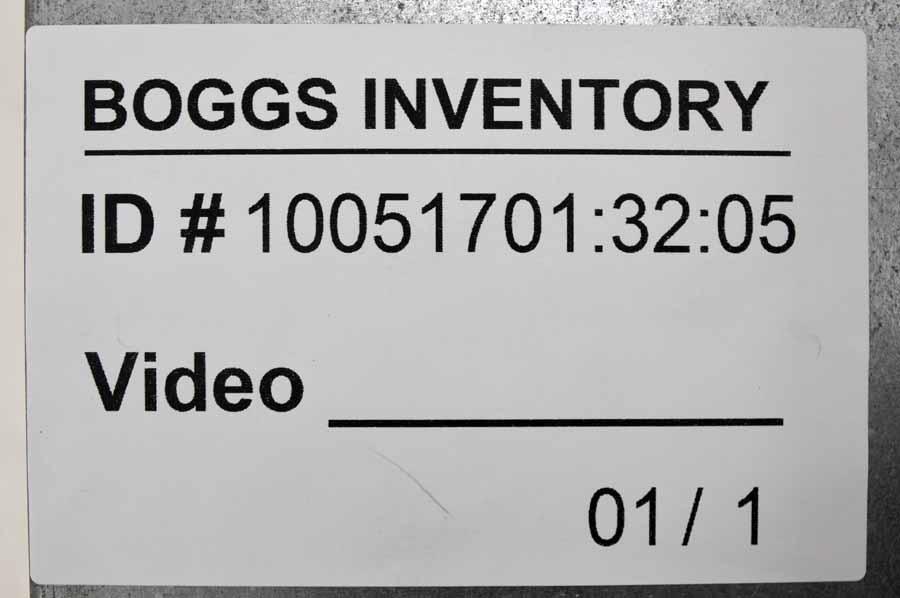 BOGGS INVENTORY
ID # 10051701:32:05
Video
01/ 1